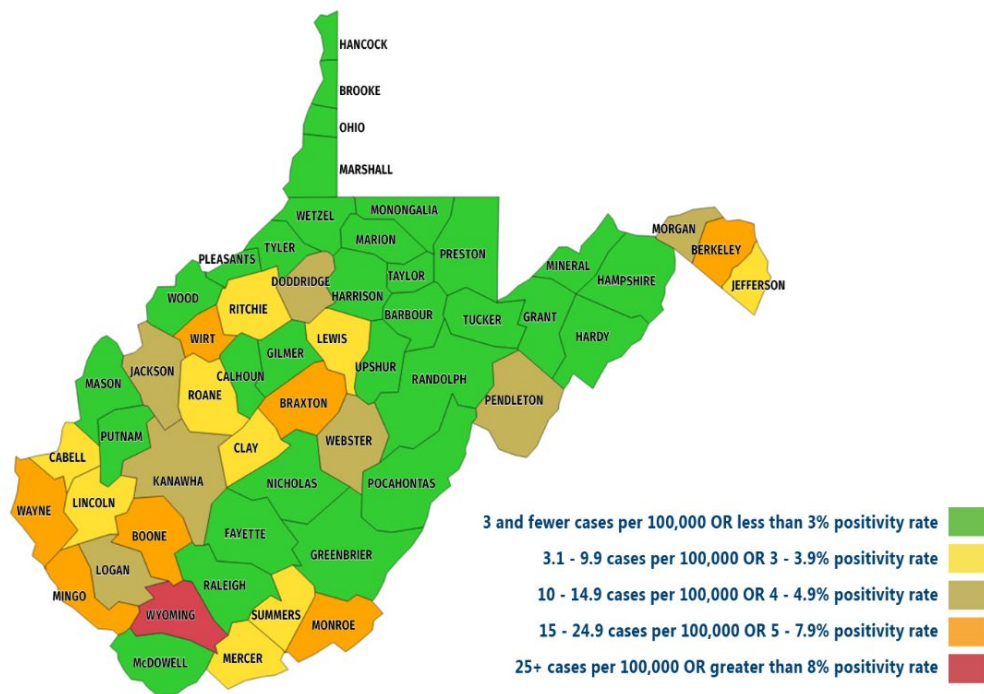 HANCOCK
BROOKE
OHIO
MARSHALL
WETZEL
MONONGALIA
MORGAN
TYLER
MARION
BERKELEY
PLEASANTS
PRESTON
MINERAL
DODDRIDGE
TAYLOR
HAMPSHIRE
JEFFERSON
WOOD
RITCHIE
HARRISON
BARBOUR
TUCKER
GRANT
WIRT
LEWIS
HARDY
GILMER
JACKSON
CALHOUN
UPSHUR
RANDOLPH
MASON
ROANE
BRAXTON
PENDLETON
PUTNAM
WEBSTER
CABELL
CLAY
KANAWHA
NICHOLAS
POCAHONTAS
LINCOLN
WAYNE
BOONE
FAYETTE
GREENBRIER
LOGAN
RALEIGH
MINGO
WYOMING
SUMMERS
MONROE
MERCER
McDOWELL
3 and fewer cases per 100,000 OR less than 3% positivity rate
3.1 - 9.9 cases per 100,000 OR 3 - 3.9% positivity rate
10 - 14.9 cases per 100,000 OR 4 - 4.9% positivity rate
15 - 24.9 cases per 100,000 OR 5 - 7.9% positivity rate
25+ cases per 100,000 OR greater than 8% positivity rate